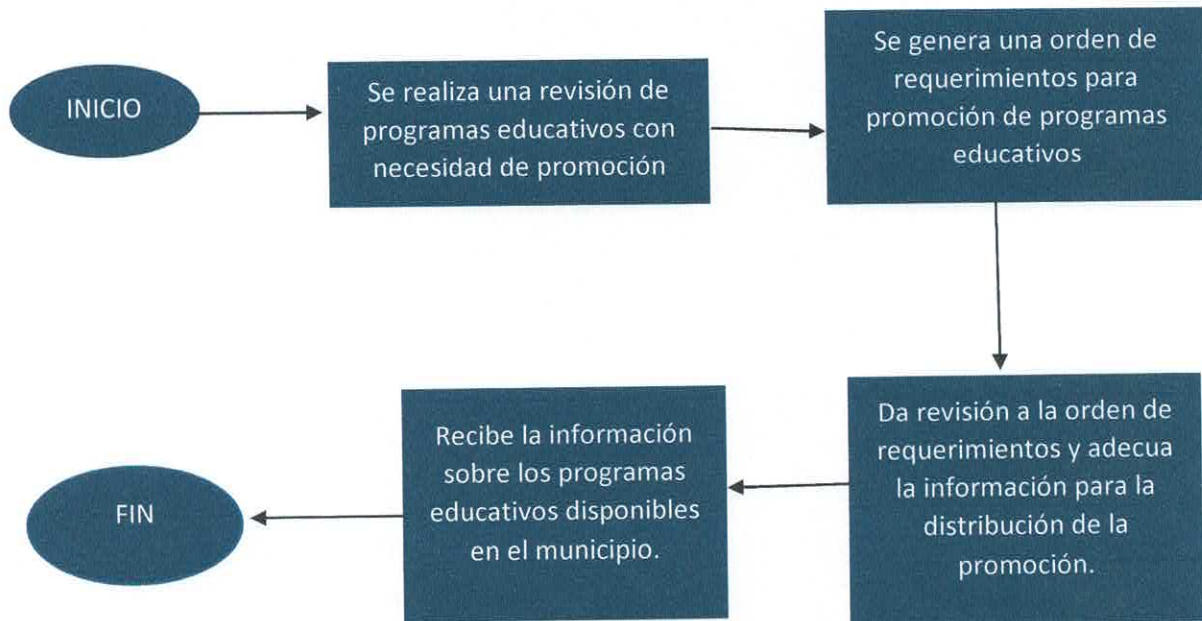 INICIO
Se realiza una revisión de
programas educativos con
necesidad de promoción
Se genera una orden de
requerimientos para
promoción de programas
educativos
Da revisión a la orden de
requerimientos y adecua
la información para la
distribución de la
promoción.
Recibe la información
sobre los programas
educativos disponibles
en el municipio.
FIN